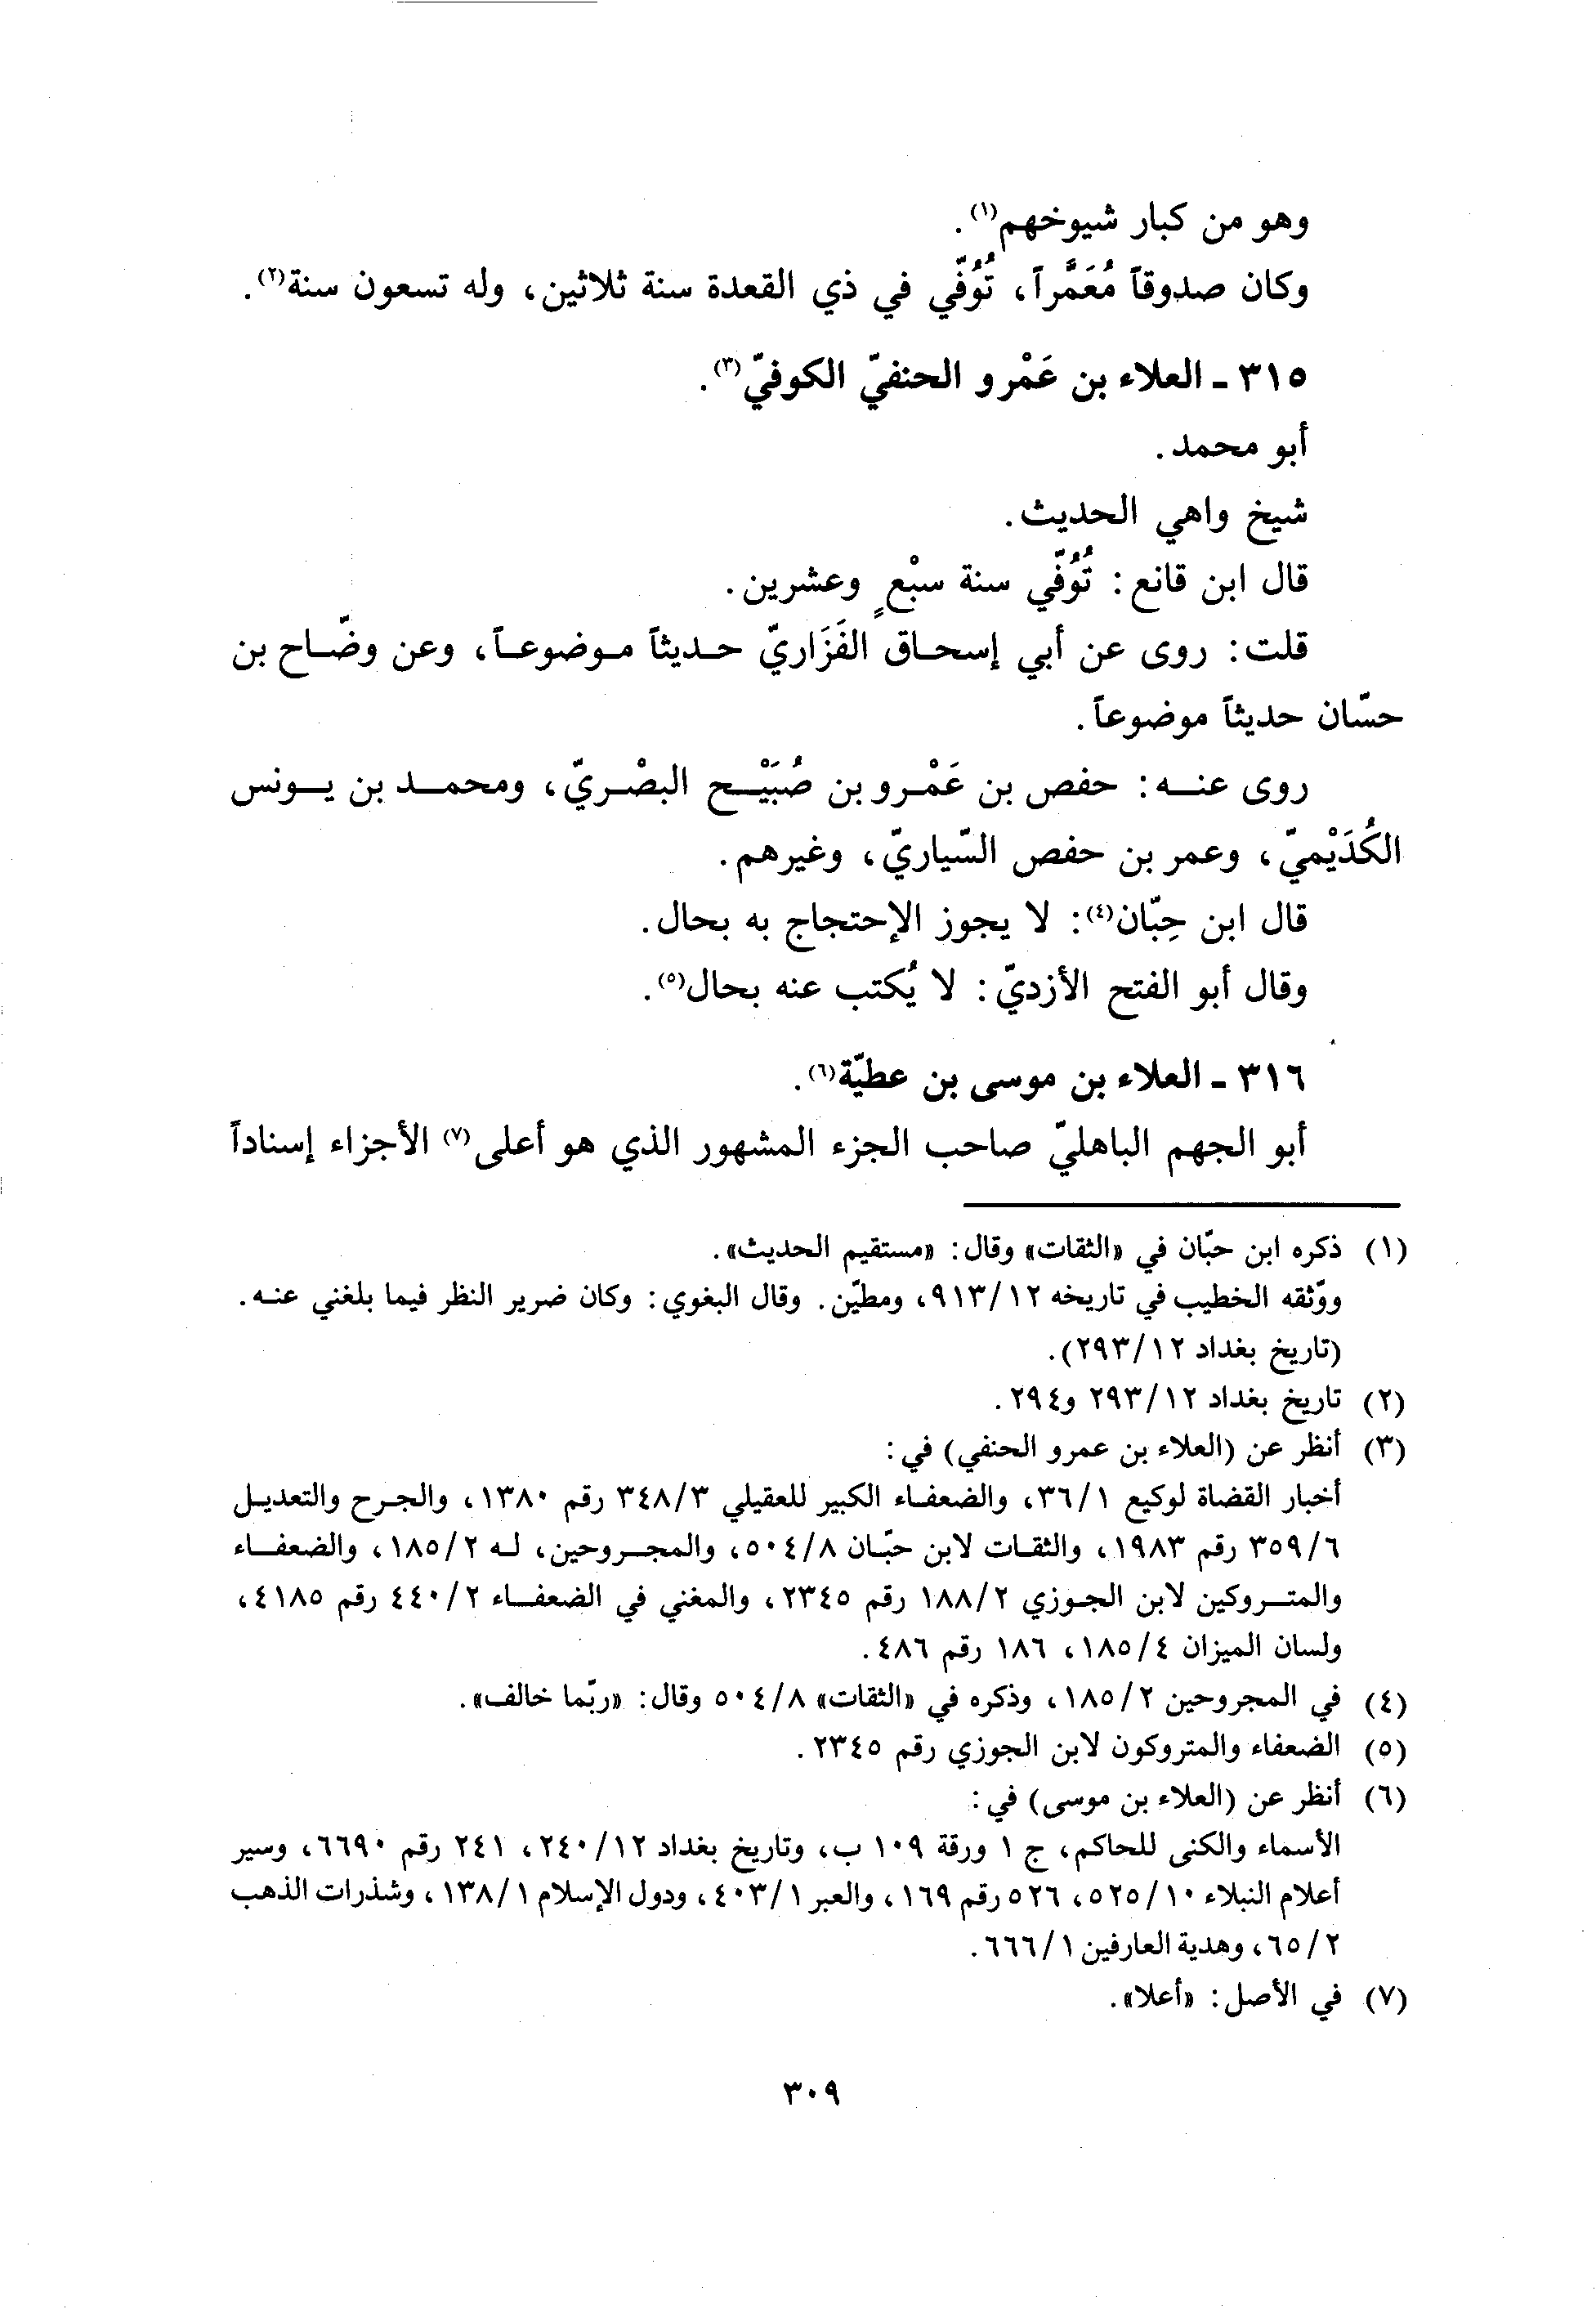 وهو من كبار شيوخهم(١).
وكان صدوقاً مُعَمَّراً، تُوُفّي في ذي القعدة سنة ثلاثين، وله تسعون سنة(٢).
٣١٥ - العلاء بن عَمْرو الحنفيّ الكوفيّ(٣).
أبو محمد.
شيخ واهي الحديث.
قال ابن قانع: تُوُفّي سنة سبْعٍ وعشرين.
قلت: روى عن أبي إسحاق الفَزَاريّ حديثاً موضوعاً، وعن وضّاح بن
حسّان حديثاً موضوعاً.
روى عنه: حفص بن عَمْرو بن صُبَيْح البصْريّ، ومحمد بن يونس
الكُدَيْميّ، وعمر بن حفص السّياريّ، وغيرهم.
قال ابن حِبّان(٤): لا يجوز الإحتجاج به بحال.
وقال أبو الفتح الأزديّ: لا يُكتب عنه بحال(٥).
٣١٦ - العلاء بن موسى بن عطيّة(٦).
أبو الجهم الباهليّ صاحب الجزء المشهور الذي هو أعلى(٧) الأجزاء إسناداً
(١) ذكره ابن حبّان في «الثقات» وقال: «مستقيم الحديث».
ووثّقه الخطيب في تاريخه ٩١٣/١٢، ومطيّن. وقال البغوي: وكان ضرير النظر فيما بلغني عنه.
(تاريخ بغداد ٢٩٣/١٢).
(٢) تاريخ بغداد ٢٩٣/١٢ و٢٩٤.
(٣) أنظر عن (العلاء بن عمرو الحنفي) في:
أخبار القضاة لوكيع ٣٦/١، والضعفاء الكبير للعقيلي ٣٤٨/٣ رقم ١٣٨٠، والجرح والتعديل
٣٥٩/٦ رقم ١٩٨٣، والثقات لابن حبّان ٥٠٤/٨، والمجروحين، له ١٨٥/٢، والضعفاء
والمتروكين لابن الجوزي ١٨٨/٢ رقم ٢٣٤٥، والمغني في الضعفاء ٤٤٠/٢ رقم ٤١٨٥،
ولسان الميزان ١٨٥/٤، ١٨٦ رقم ٤٨٦.
(٤) في المجروحين ١٨٥/٢، وذكره في «الثقات» ٥٠٤/٨ وقال: «ربّما خالف».
(٥) الضعفاء والمتروكون لابن الجوزي رقم ٢٣٤٥.
(٦) أنظر عن (العلاء بن موسى) في:
الأسماء والكنى للحاكم، ج ١ ورقة ١٠٩ ب، وتاريخ بغداد ٢٤٠/١٢، ٢٤١ رقم ٦٦٩٠، وسير
أعلام النبلاء ٥٢٥/١٠، ٥٢٦ رقم ١٦٩، والعبر ٤٠٣/١، ودول الإسلام ١٣٨/١، وشذرات الذهب
٦٥/٢، وهدية العارفين ٦٦٦/١.
(٧) في الأصل: «أعلا».
٣٠٩